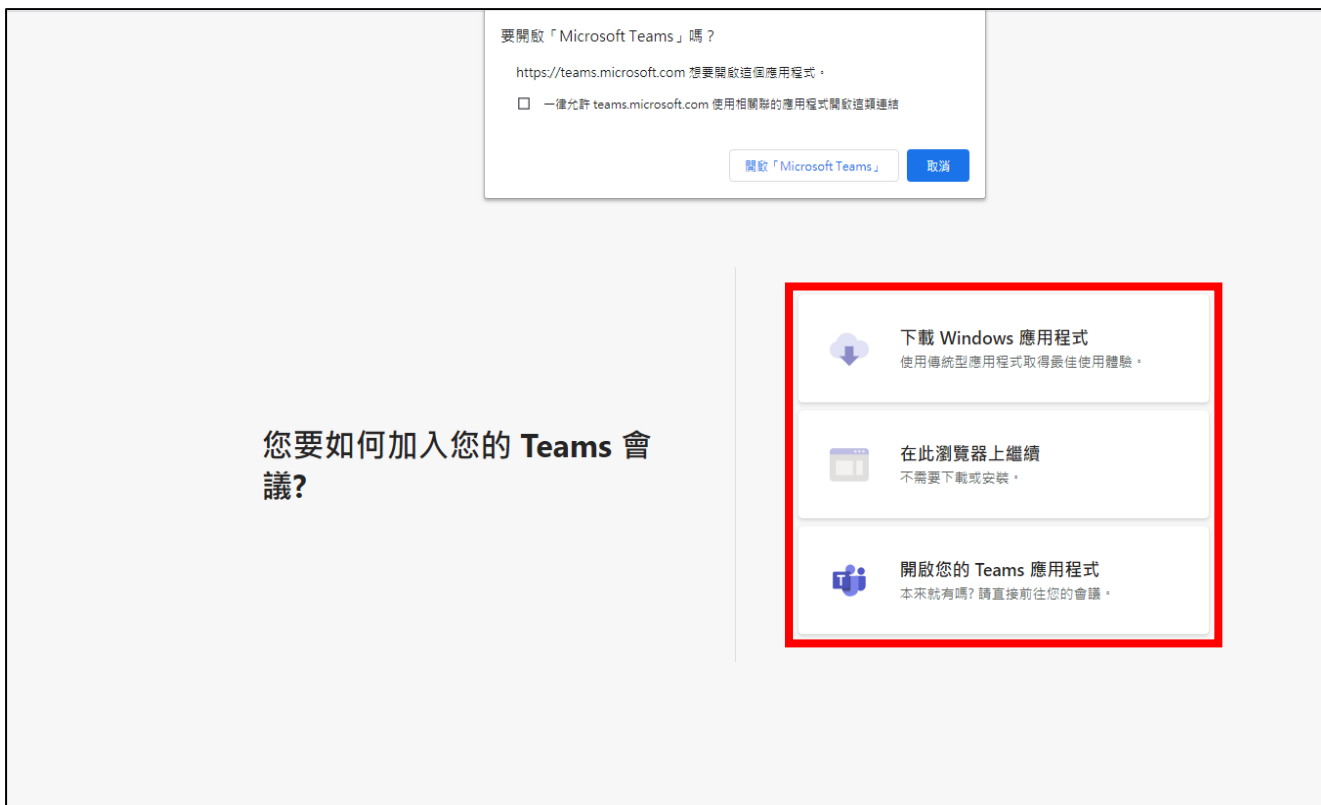 要開啟「Microsoft Teams」嗎？
https://teams.microsoft.com 想要開啟這個應用程式。
一律允許 teams.microsoft.com 使用相關聯的應用程式開啟這類連結
開啟「Microsoft Teams」
取消
您要如何加入您的 Teams 會
議?
下載 Windows 應用程式
使用傳統型應用程式取得最佳使用體驗。
在此瀏覽器上繼續
不需要下載或安裝。
開啟您的 Teams 應用程式
本來就有嗎? 請直接前往您的會議。